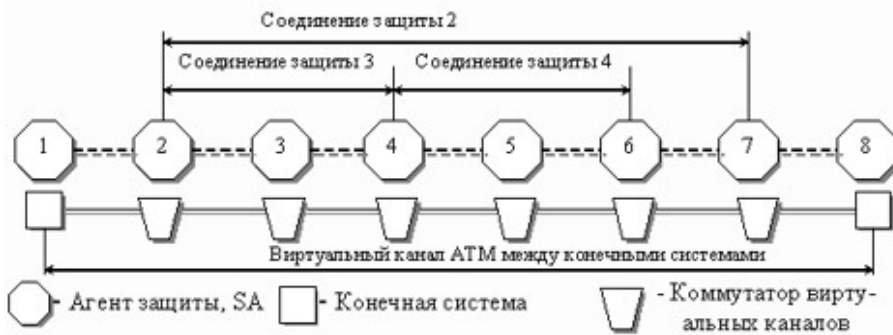 Соединение защиты 2
Соединение защиты 3
Соединение защиты 4
1
2
3
4
5
6
7
8
Виртуальный канал ATM между конечными системами
- Агент защиты, SA
- Конечная система
- Коммутатор вирту-
альных каналов